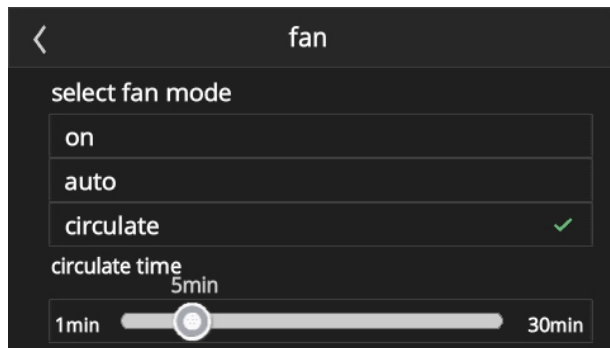 fan
select fan mode
on
auto
circulate
circulate time
5min
1min 30min